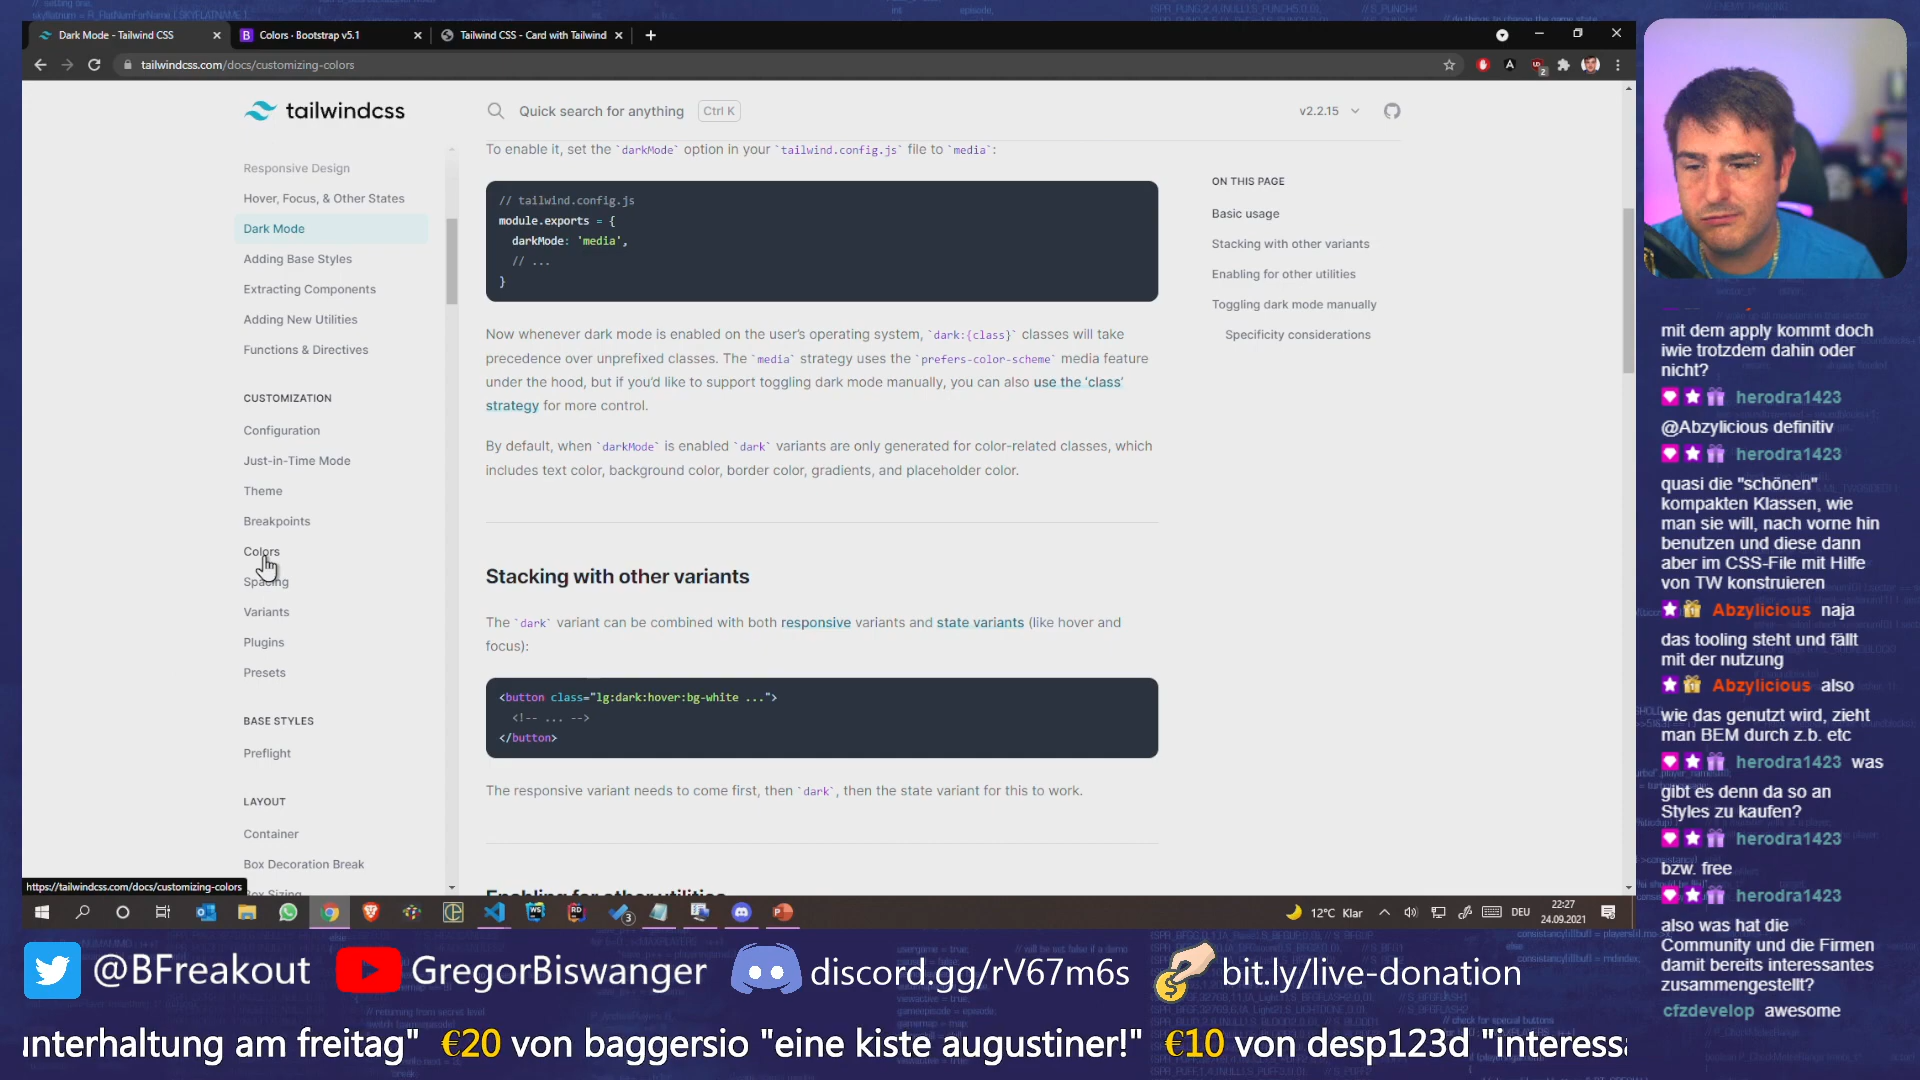 Dark Mode - Tailwind CSS
Colors · Bootstrap v5.1
Tailwind CSS - Card with Tailwind
tailwindcss.com/docs/customizing-colors
tailwindcss
Quick search for anything
Ctrl K
v2.2.15
Responsive Design
Hover, Focus, & Other States
Dark Mode
Adding Base Styles
Extracting Components
Adding New Utilities
Functions & Directives
CUSTOMIZATION
Configuration
Just-in-Time Mode
Theme
Breakpoints
Colors
Spacing
Variants
Plugins
Presets
BASE STYLES
Preflight
LAYOUT
Container
Box Decoration Break
Box Sizing
To enable it, set the `darkMode` option in your `tailwind.config.js` file to `media`:
// tailwind.config.js
module.exports = {
darkMode: 'media',
// ...
}
Now whenever dark mode is enabled on the user's operating system, `dark:{class}` classes will take
precedence over unprefixed classes. The `media` strategy uses the `prefers-color-scheme` media feature
under the hood, but if you'd like to support toggling dark mode manually, you can also use the 'class'
strategy for more control.
By default, when `darkMode` is enabled `dark` variants are only generated for color-related classes, which
includes text color, background color, border color, gradients, and placeholder color.
Stacking with other variants
The `dark` variant can be combined with both responsive variants and state variants (like hover and
focus):
<button class="lg:dark:hover:bg-white ...">
<!-- ... -->
</button>
The responsive variant needs to come first, then `dark`, then the state variant for this to work.
Enabling for other utilities
ON THIS PAGE
Basic usage
Stacking with other variants
Enabling for other utilities
Toggling dark mode manually
Specificity considerations
https://tailwindcss.com/docs/customizing-colors
3
12°C Klar
DEU
22:27
24.09.2021
mit dem apply kommt doch
iwie trotzdem dahin oder
nicht?
herodra1423
@Abzylicious definitiv
herodra1423
quasi die "schönen"
kompakten Klassen, wie
man sie will, nach vorne hin
benutzen und diese dann
aber im CSS-File mit Hilfe
von TW konstruieren
Abzylicious naja
das tooling steht und fällt
mit der nutzung
Abzylicious also
wie das genutzt wird, zieht
man BEM durch z.b. etc
herodra1423 was
gibt es denn da so an
Styles zu kaufen?
herodra1423
bzw. free
herodra1423
also was hat die
Community und die Firmen
damit bereits interessantes
zusammengestellt?
cfzdevelop awesome
@BFreakout
GregorBiswanger
discord.gg/rV67m6s
bit.ly/live-donation
unterhaltung am freitag" €20 von baggersio "eine kiste augustiner!" €10 von desp123d "interess